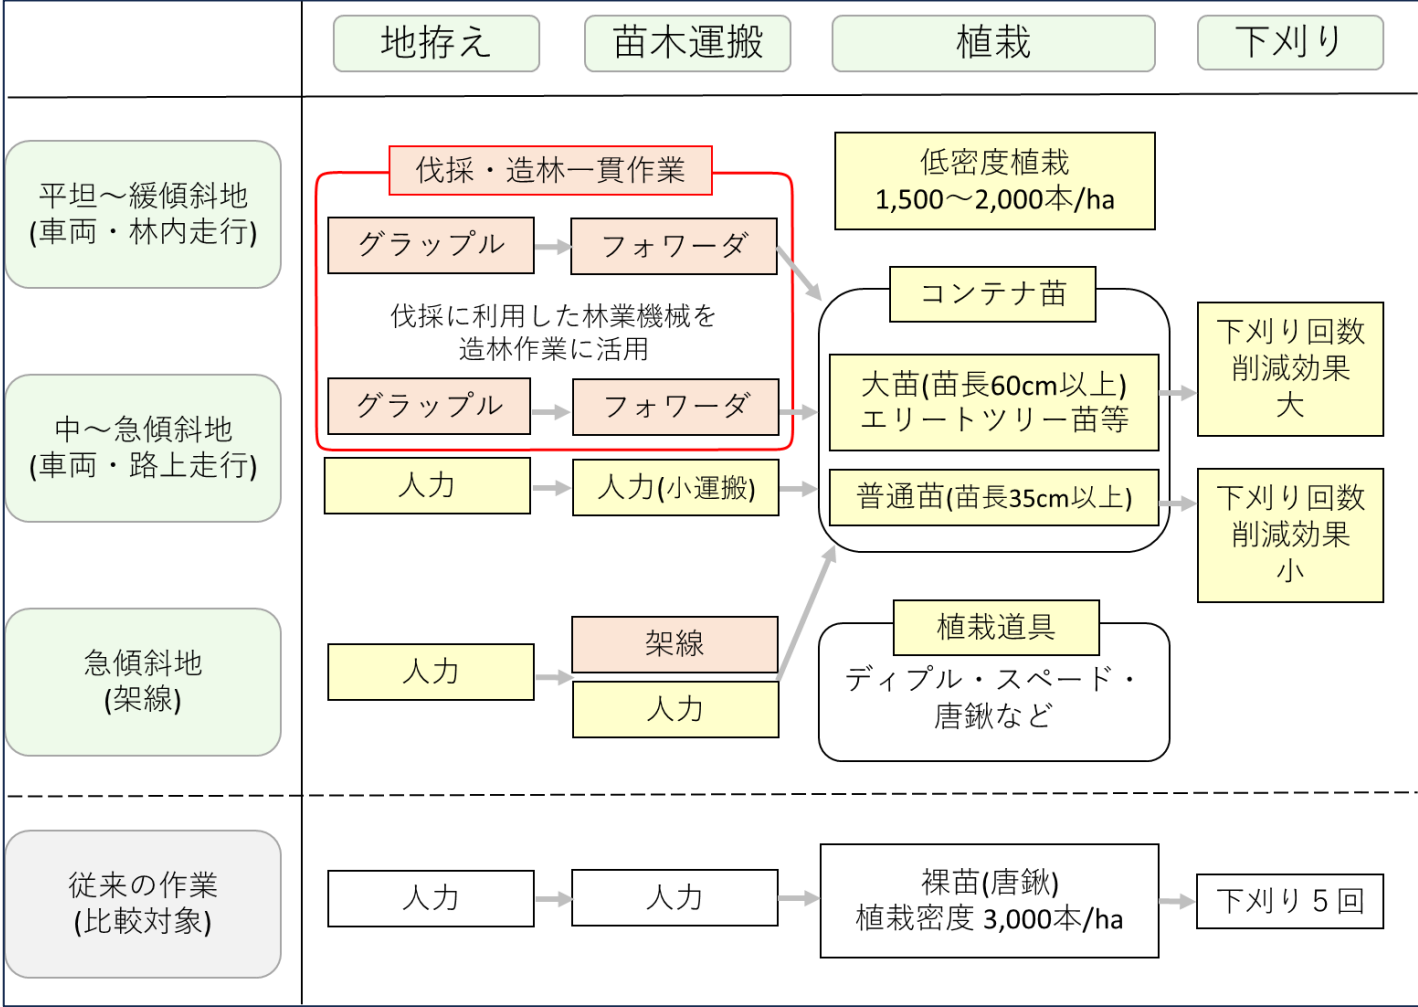 地拵え
苗木運搬
植栽
下刈り
平坦～緩傾斜地
(車両・林内走行)
伐採・造林一貫作業
グラップル
フォワーダ
伐採に利用した林業機械を
造林作業に活用
低密度植栽
1,500～2,000本/ha
コンテナ苗
中～急傾斜地
(車両・路上走行)
グラップル
フォワーダ
大苗(苗長60cm以上)
エリートツリー苗等
下刈り回数
削減効果
大
人力
人力(小運搬)
普通苗(苗長35cm以上)
下刈り回数
削減効果
小
急傾斜地
(架線)
人力
架線
人力
植栽道具
ディプル・スペード・
唐鍬など
従来の作業
(比較対象)
人力
人力
裸苗(唐鍬)
植栽密度 3,000本/ha
下刈り５回